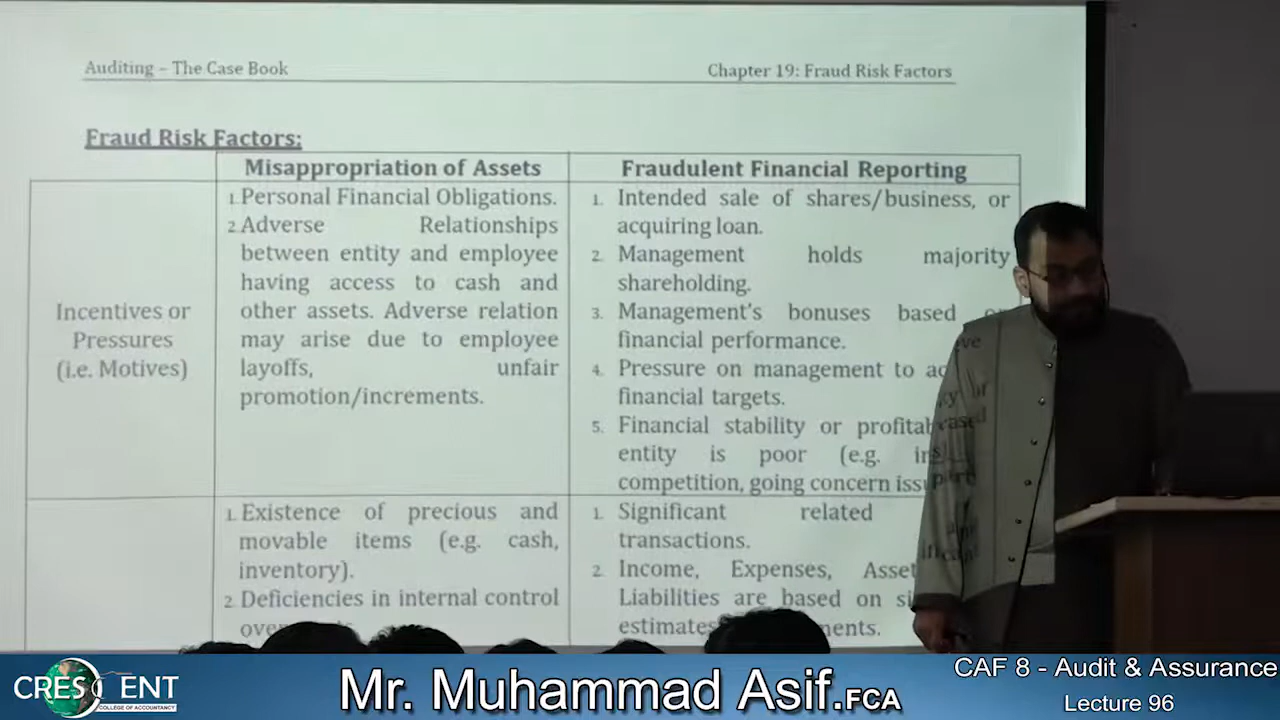 Auditing – The Case Book
Chapter 19: Fraud Risk Factors
Fraud Risk Factors:
Misappropriation of Assets
Fraudulent Financial Reporting
Incentives or
Pressures
(i.e. Motives)
1. Personal Financial Obligations.
2. Adverse Relationships
between entity and employee
having access to cash and
other assets. Adverse relation
may arise due to employee
layoffs, unfair
promotion/increments.
1. Intended sale of shares/business, or
acquiring loan.
2. Management holds majority
shareholding.
3. Management's bonuses based
financial performance.
4. Pressure on management to
financial targets.
5. Financial stability or
entity is poor (e.g.
competition, going concern
1. Existence of precious and
movable items (e.g. cash,
inventory).
2. Deficiencies in internal control
1. Significant related
transactions.
2. Income, Expenses,
Liabilities are based on
estimates
CRESCENT
COLLEGE OF ACCOUNTANCY
Mr. Muhammad Asif.FCA
CAF 8 - Audit & Assurance
Lecture 96